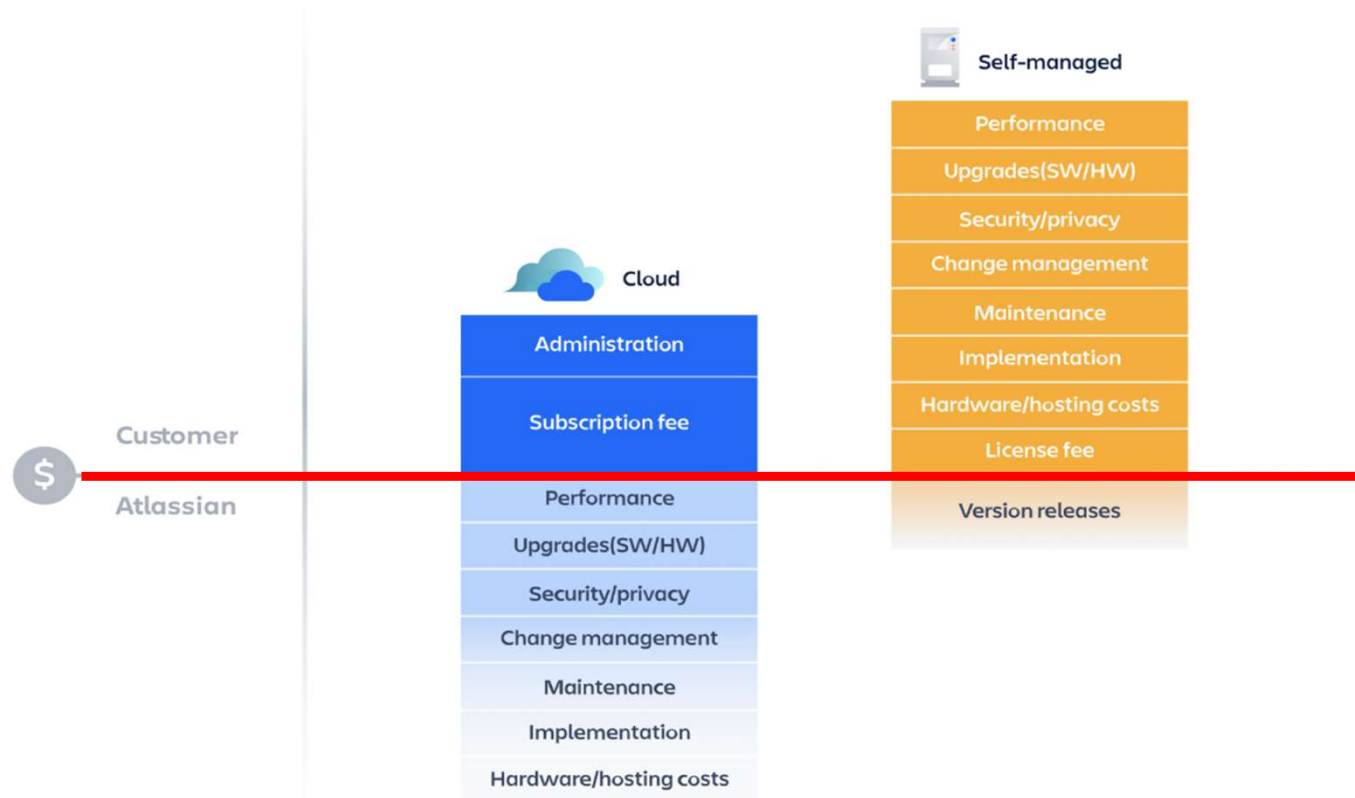 Self-managed
Performance
Upgrades(SW/HW)
Security/privacy
Change management
Maintenance
Implementation
Hardware/hosting costs
License fee
Version releases
Cloud
Administration
Subscription fee
Performance
Upgrades(SW/HW)
Security/privacy
Change management
Maintenance
Implementation
Hardware/hosting costs
$
Customer
Atlassian